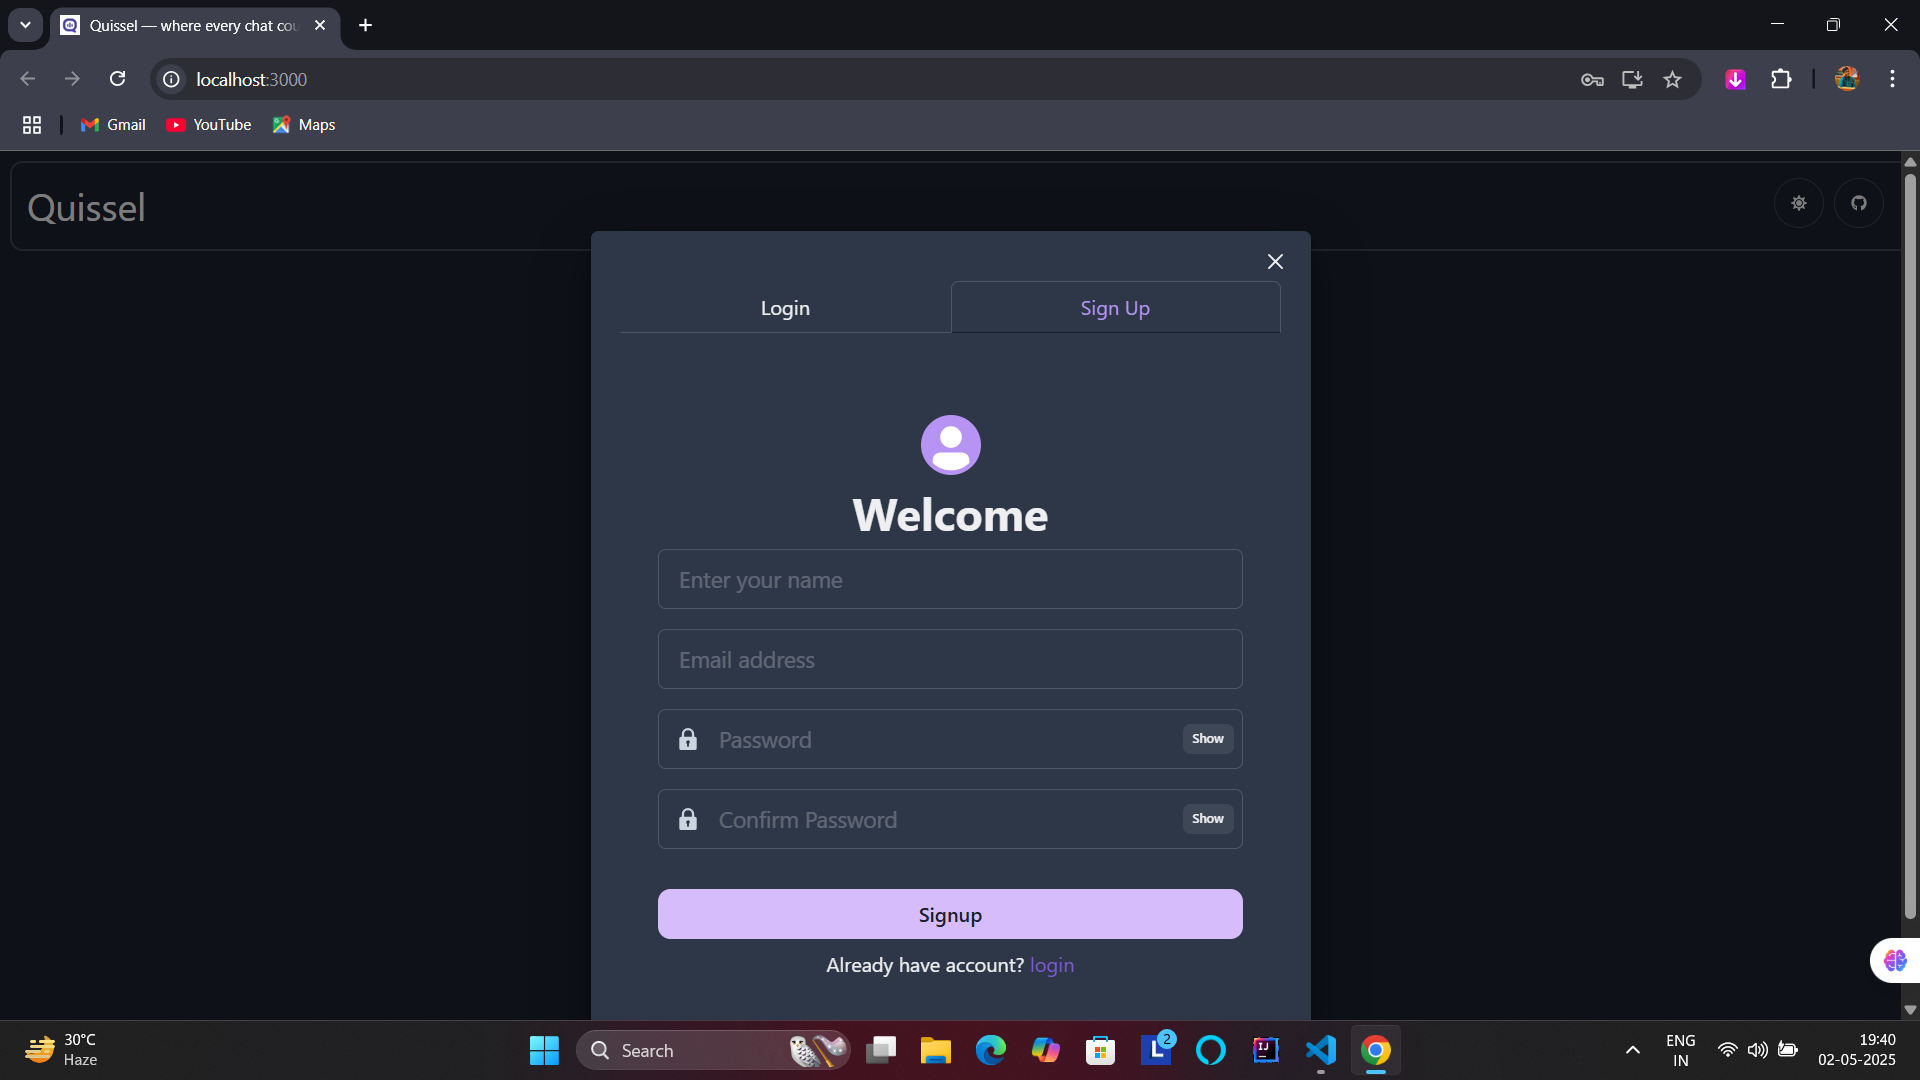 Quissel — where every chat cou
localhost:3000
Gmail
YouTube
Maps
Quissel
Login
Sign Up
Welcome
Enter your name
Email address
Password
Show
Confirm Password
Show
Signup
Already have account? login
30°C
Haze
Search
L
2
IJ
ENG
IN
19:40
02-05-2025